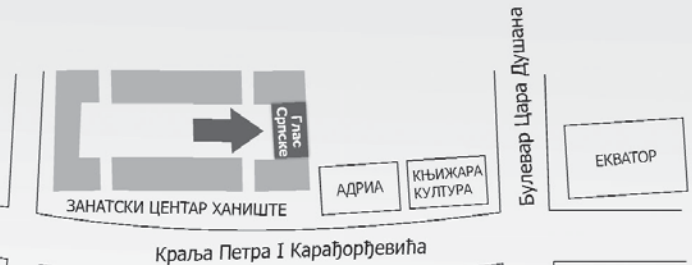 Глас
Српске
ЗАНАТСКИ ЦЕНТАР ХАНИШТЕ
АДРИА
КЊИЖАРА
КУЛТУРА
Булевар Цара Душана
ЕКВАТОР
Краља Петра I Карађорђевића